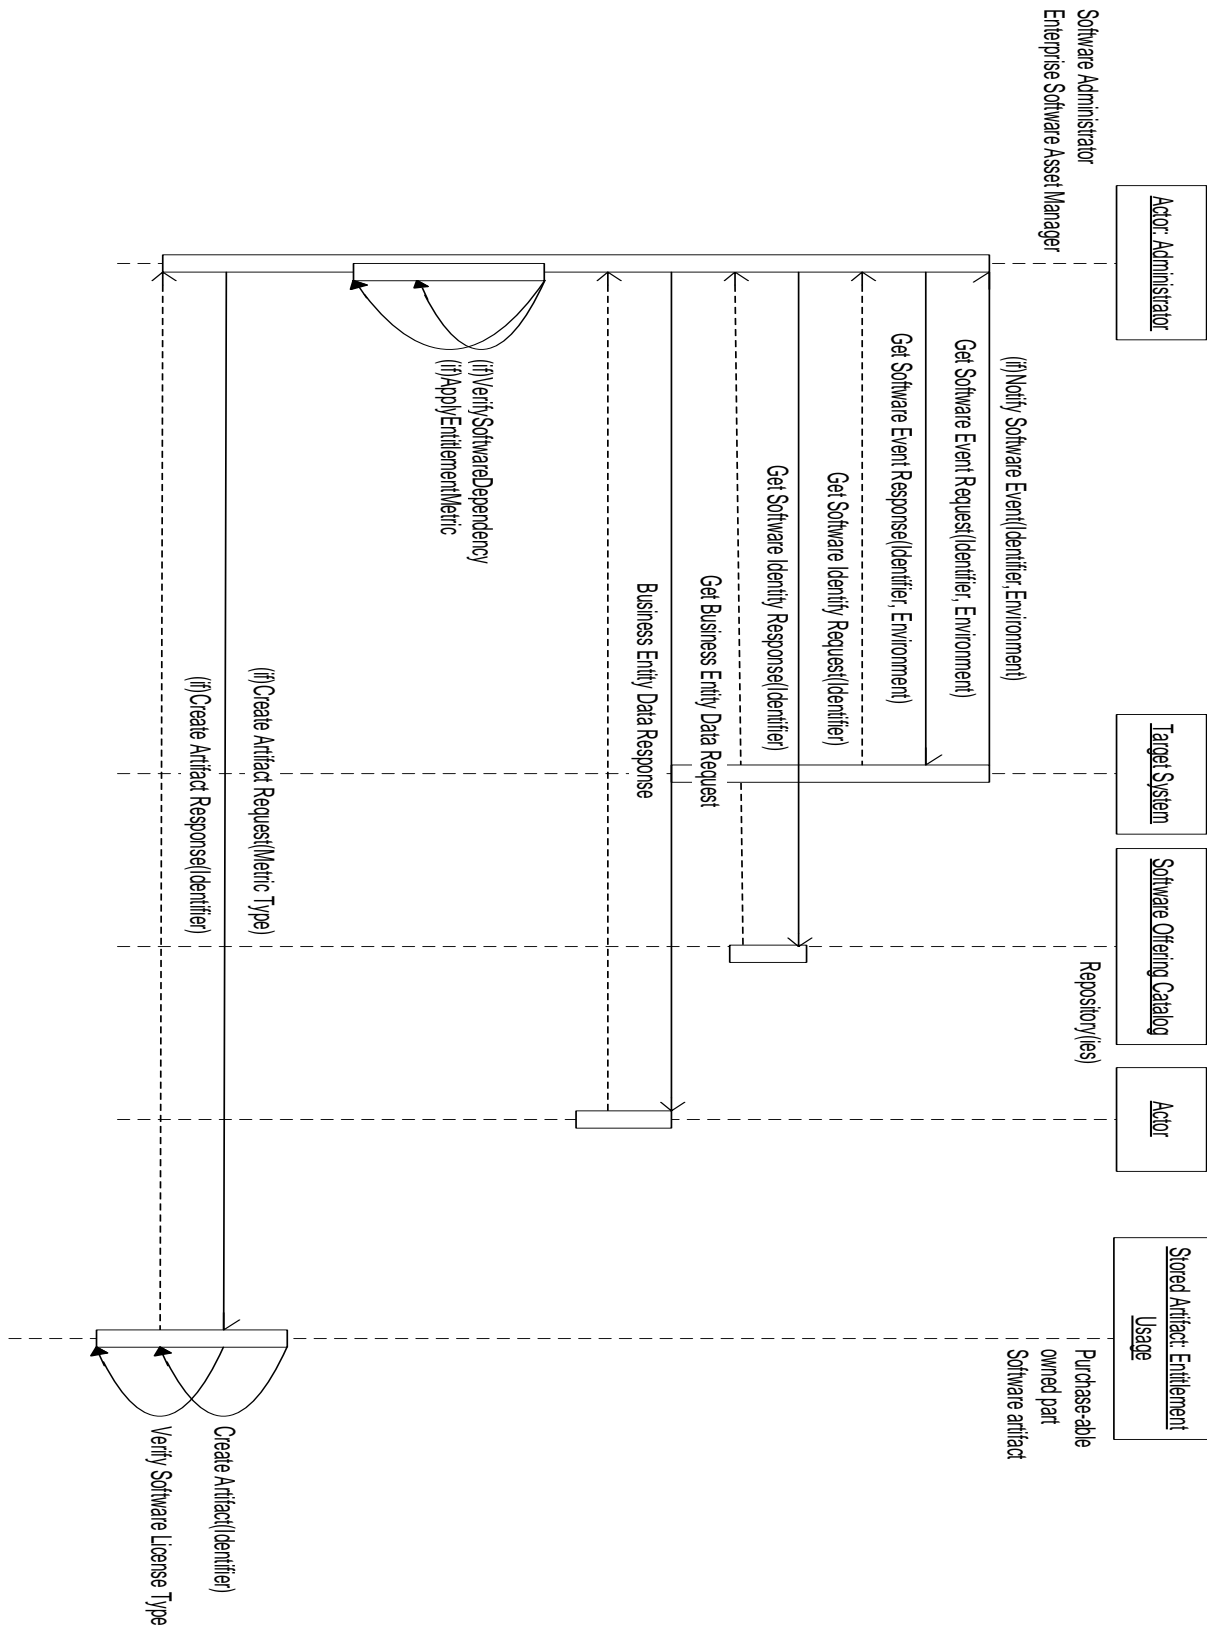 Actor: Administrator
Target System
Software Offering Catalog
Actor
Stored Artifact: Entitlement
Usage
Software Administrator
Enterprise Software Asset Manager
Repository(ies)
Purchase-able
owned part
Software artifact
(if)Notify Software Event(Identifier,Environment)
Get Software Event Request(Identifier, Environment)
Get Software Event Response(Identifier, Environment)
Get Software Identify Request(Identifier)
Get Software Identity Response(Identifier)
Get Business Entity Data Request
Business Entity Data Response
(if)VerifySoftwareDependency
(if)ApplyEntitlementMetric
(if)Create Artifact Request(Metric Type)
(if)Create Artifact Response(Identifier)
Create Artifact(Identifier)
Verify Software License Type